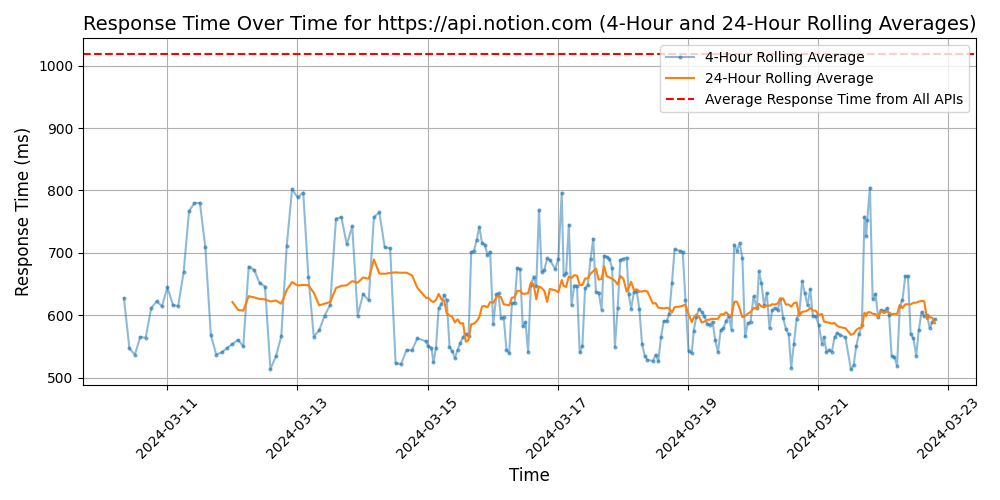 Response Time Over Time for https://api.notion.com (4-Hour and 24-Hour Rolling Averages)
4-Hour Rolling Average
24-Hour Rolling Average
Average Response Time from All APIs
Response Time (ms)
1000
900
800
700
600
500
2024-03-11
2024-03-13
2024-03-15
2024-03-17
2024-03-19
2024-03-21
2024-03-23
Time